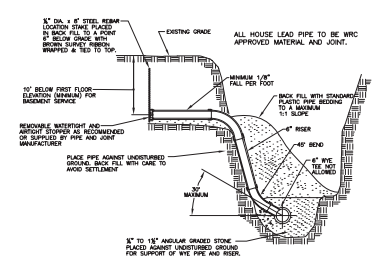 ¾" DIA. x 8' STEEL REBAR
LOCATION STAKE PLACED
IN BACK FILL TO A POINT
6" BELOW GRADE WITH
BROWN SURVEY RIBBON
WRAPPED & TIED TO TOP.
EXISTING GRADE
ALL HOUSE LEAD PIPE TO BE WRC
APPROVED MATERIAL AND JOINT.
10' BELOW FIRST FLOOR
ELEVATION (MINIMUM) FOR
BASEMENT SERVICE
MINIMUM 1/8"
FALL PER FOOT
BACK FILL WITH STANDARD
PLASTIC PIPE BEDDING
TO A MAXIMUM
1:1 SLOPE
REMOVABLE WATERTIGHT AND
AIRTIGHT STOPPER AS RECOMMENDED
OR SUPPLIED BY PIPE AND JOINT
MANUFACTURER
6" RISER
45° BEND
6" WYE
TEE NOT
ALLOWED
PLACE PIPE AGAINST UNDISTURBED
GROUND. BACK FILL WITH CARE TO
AVOID SETTLEMENT
30°
MAXIMUM
TO 1½" ANGULAR GRADED STONE
PLACED AGAINST UNDISTURBED GROUND
FOR SUPPORT OF WYE PIPE AND RISER.